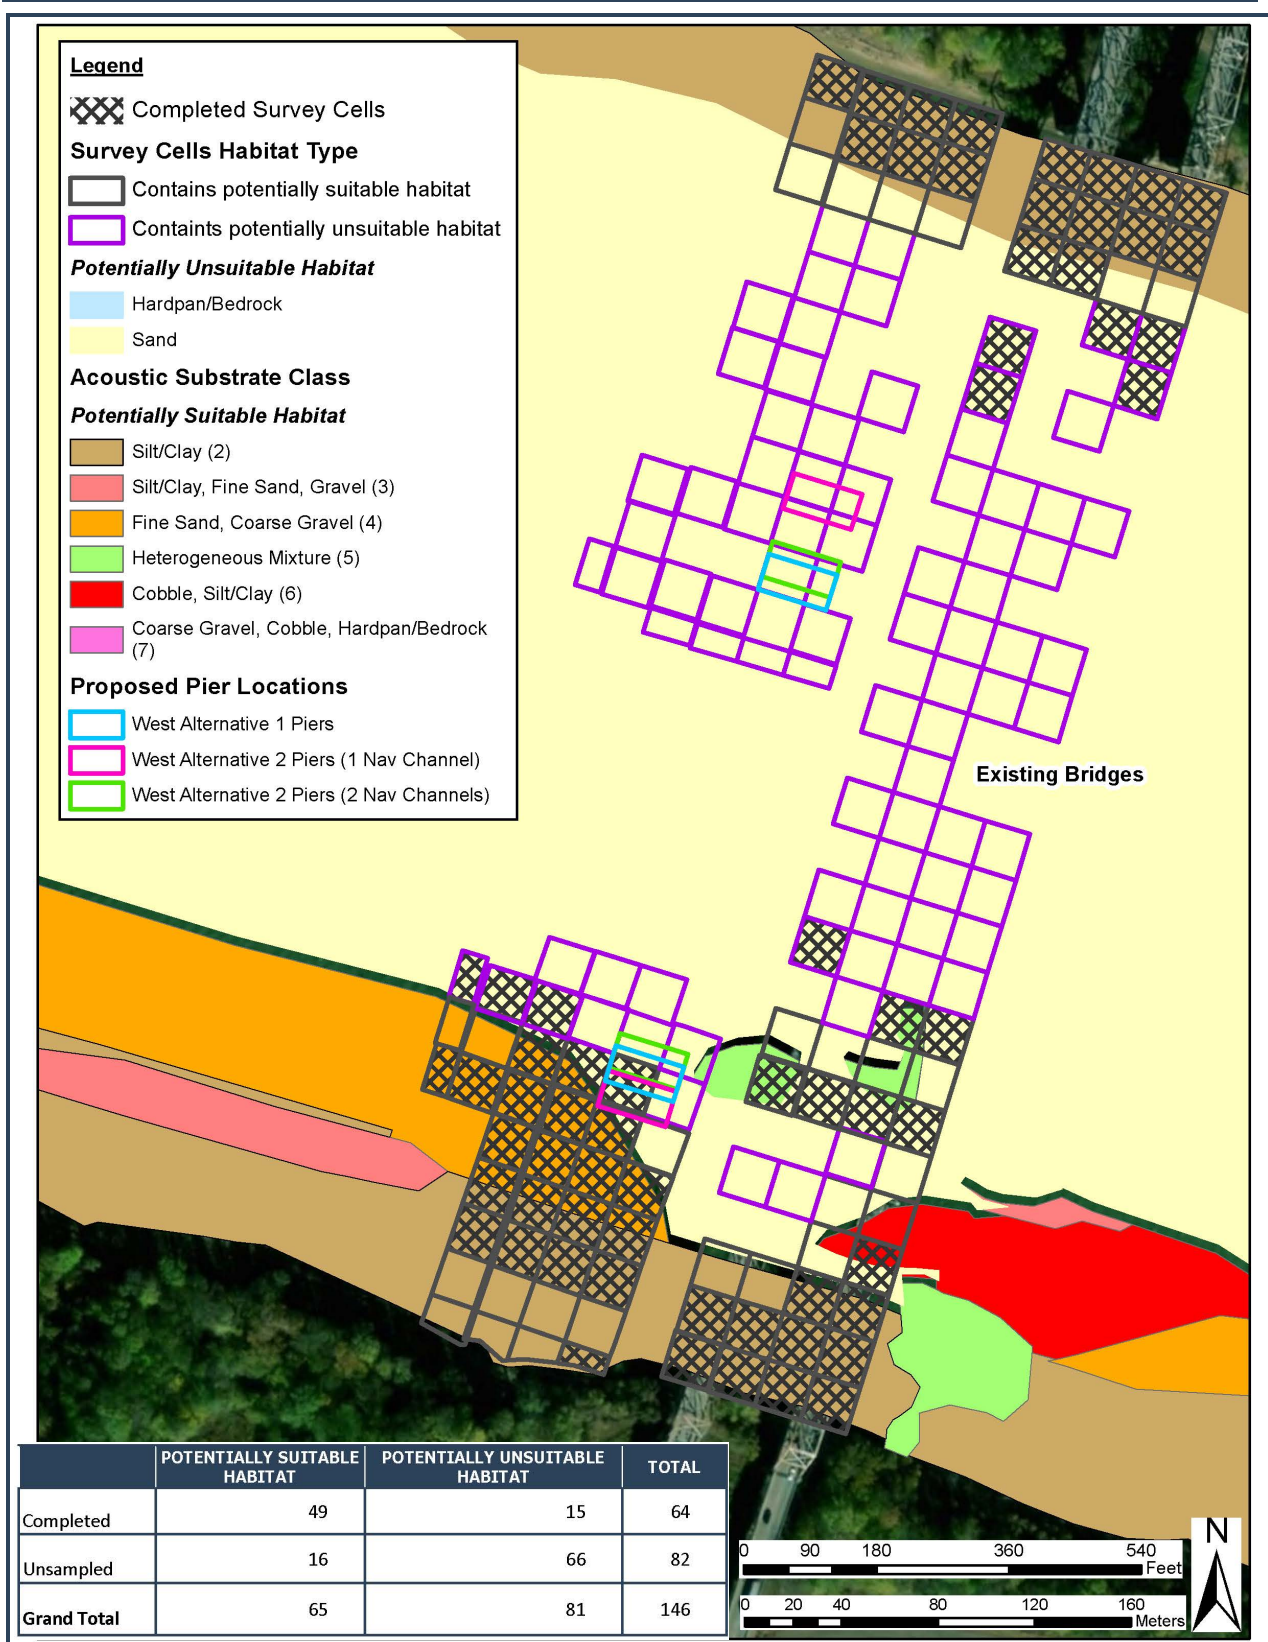 Legend
Completed Survey Cells
Survey Cells Habitat Type
Contains potentially suitable habitat
Containts potentially unsuitable habitat
Potentially Unsuitable Habitat
Hardpan/Bedrock
Sand
Acoustic Substrate Class
Potentially Suitable Habitat
Silt/Clay (2)
Silt/Clay, Fine Sand, Gravel (3)
Fine Sand, Coarse Gravel (4)
Heterogeneous Mixture (5)
Cobble, Silt/Clay (6)
Coarse Gravel, Cobble, Hardpan/Bedrock
(7)
Proposed Pier Locations
West Alternative 1 Piers
West Alternative 2 Piers (1 Nav Channel)
West Alternative 2 Piers (2 Nav Channels)
Existing Bridges
POTENTIALLY SUITABLE HABITAT POTENTIALLY UNSUITABLE HABITAT TOTAL
Completed 49 15 64
Unsampled 16 66 82
Grand Total 65 81 146
0 90 180 360 540
Feet
0 20 40 80 120 160
Meters
N